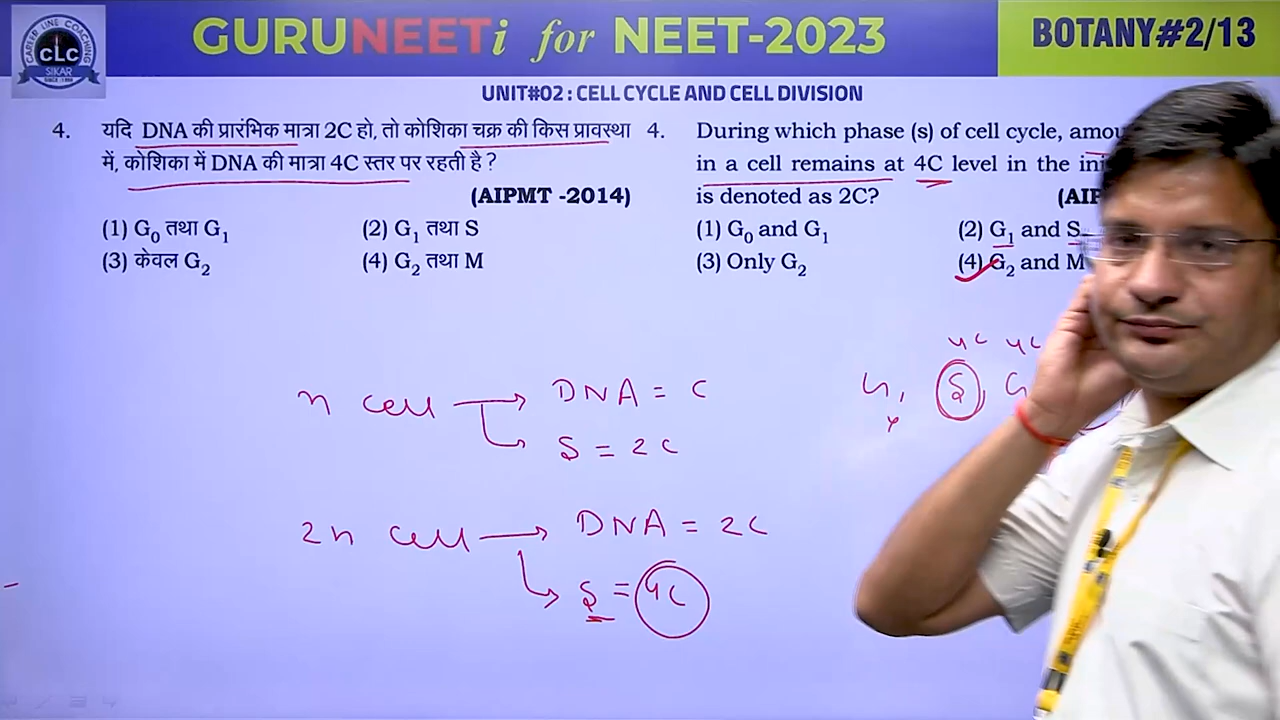 GURUNEETi for NEET-2023
BOTANY#2/13
CAREER LINE COACHING
CLC
SIKAR
SINCE : 1996
UNIT#02 : CELL CYCLE AND CELL DIVISION
4. यदि DNA की प्रारंभिक मात्रा 2C हो, तो कोशिका चक्र की किस प्रावस्था
में, कोशिका में DNA की मात्रा 4C स्तर पर रहती है ?
(AIPMT -2014)
(1) G₀ तथा G₁ (2) G₁ तथा S
(3) केवल G₂ (4) G₂ तथा M
4. During which phase (s) of cell cycle,
in a cell remains at 4C level in the
is denoted as 2C?
(1) G₀ and G₁ (2) G₁ and S
(3) Only G₂ (4) G₂ and M
4C 4C
G₁, S, G
n cell → DNA = C
S = 2C
2n cell → DNA = 2C
S = 4C